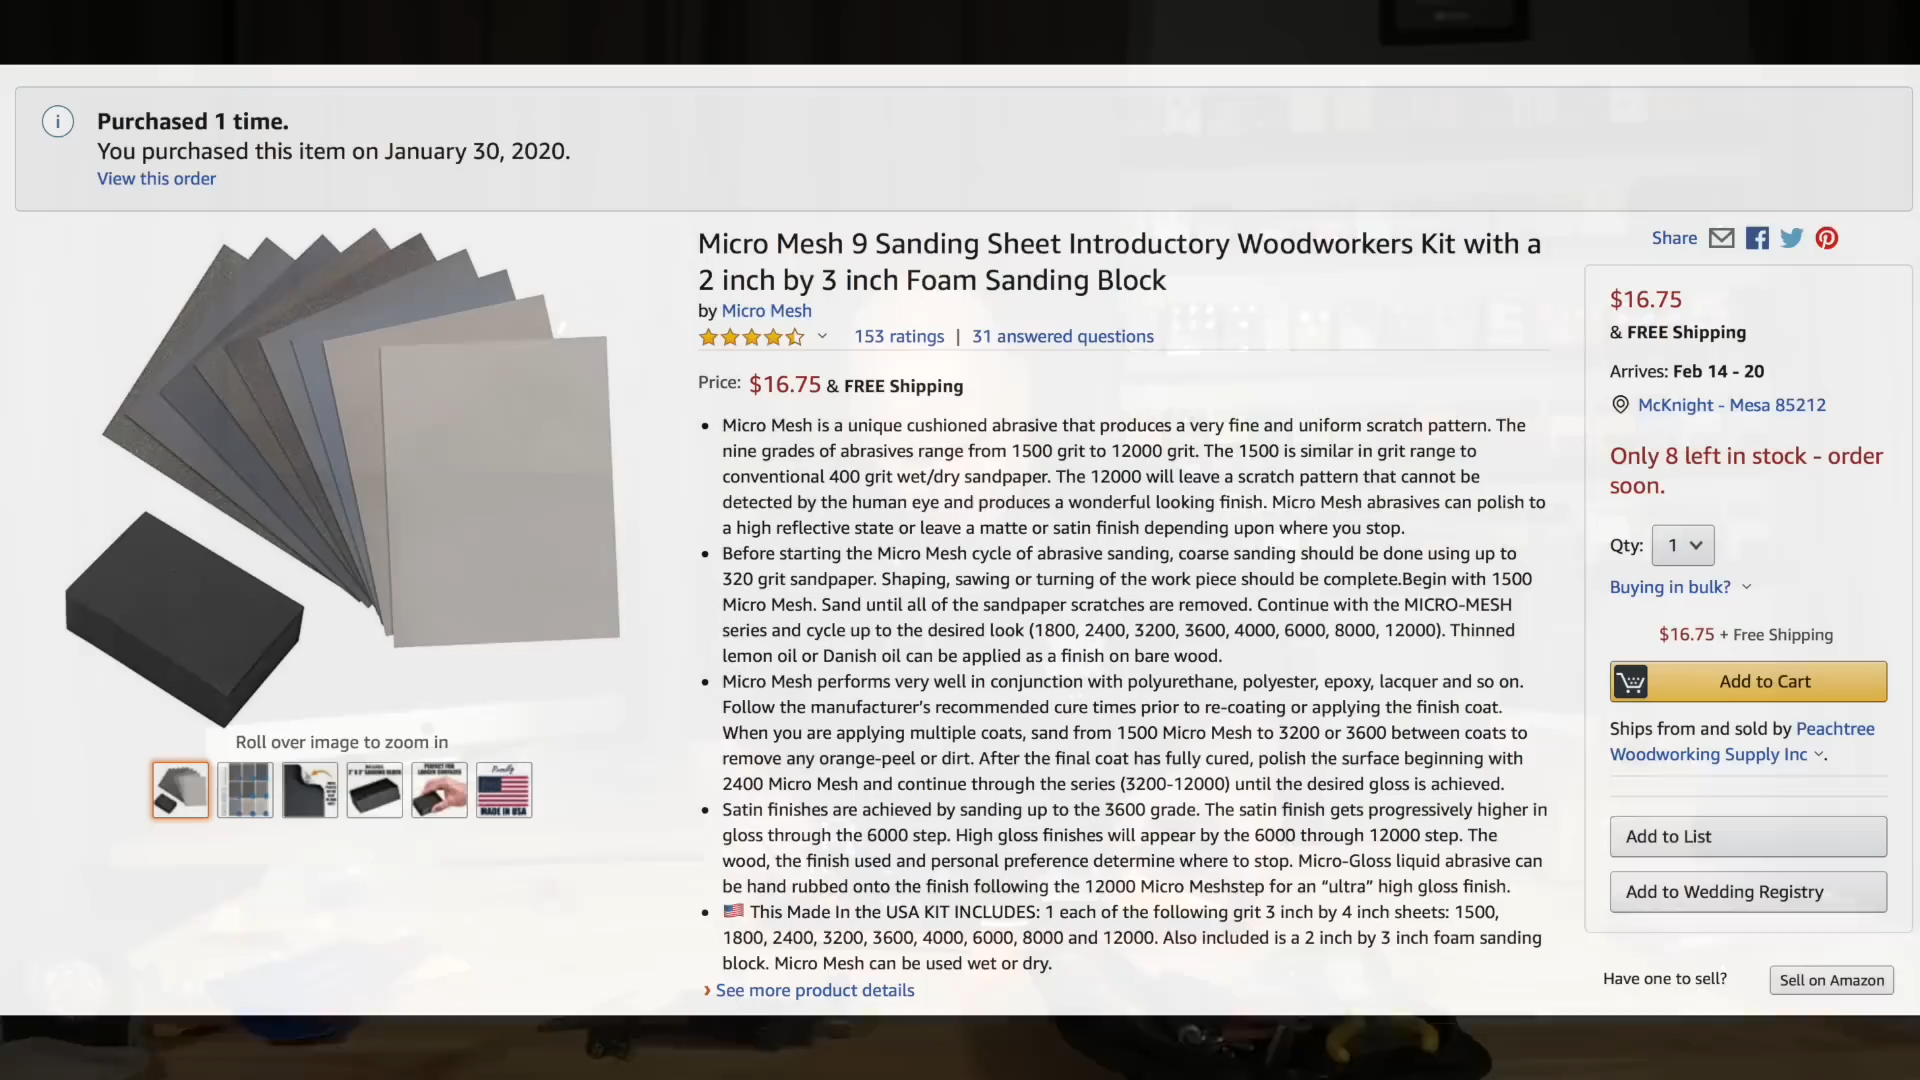 Purchased 1 time.
You purchased this item on January 30, 2020.
View this order
Micro Mesh 9 Sanding Sheet Introductory Woodworkers Kit with a
2 inch by 3 inch Foam Sanding Block
by Micro Mesh
153 ratings | 31 answered questions
Price: $16.75 & FREE Shipping
• Micro Mesh is a unique cushioned abrasive that produces a very fine and uniform scratch pattern. The
nine grades of abrasives range from 1500 grit to 12000 grit. The 1500 is similar in grit range to
conventional 400 grit wet/dry sandpaper. The 12000 will leave a scratch pattern that cannot be
detected by the human eye and produces a wonderful looking finish. Micro Mesh abrasives can polish to
a high reflective state or leave a matte or satin finish depending upon where you stop.
• Before starting the Micro Mesh cycle of abrasive sanding, coarse sanding should be done using up to
320 grit sandpaper. Shaping, sawing or turning of the work piece should be complete.Begin with 1500
Micro Mesh. Sand until all of the sandpaper scratches are removed. Continue with the MICRO-MESH
series and cycle up to the desired look (1800, 2400, 3200, 3600, 4000, 6000, 8000, 12000). Thinned
lemon oil or Danish oil can be applied as a finish on bare wood.
• Micro Mesh performs very well in conjunction with polyurethane, polyester, epoxy, lacquer and so on.
Follow the manufacturer's recommended cure times prior to re-coating or applying the finish coat.
When you are applying multiple coats, sand from 1500 Micro Mesh to 3200 or 3600 between coats to
remove any orange-peel or dirt. After the final coat has fully cured, polish the surface beginning with
2400 Micro Mesh and continue through the series (3200-12000) until the desired gloss is achieved.
• Satin finishes are achieved by sanding up to the 3600 grade. The satin finish gets progressively higher in
gloss through the 6000 step. High gloss finishes will appear by the 6000 through 12000 step. The
wood, the finish used and personal preference determine where to stop. Micro-Gloss liquid abrasive can
be hand rubbed onto the finish following the 12000 Micro Meshstep for an “ultra” high gloss finish.
• This Made In the USA KIT INCLUDES: 1 each of the following grit 3 inch by 4 inch sheets: 1500,
1800, 2400, 3200, 3600, 4000, 6000, 8000 and 12000. Also included is a 2 inch by 3 inch foam sanding
block. Micro Mesh can be used wet or dry.
› See more product details
Roll over image to zoom in
MADE IN USA
Share
$16.75
& FREE Shipping
Arrives: Feb 14 - 20
McKnight - Mesa 85212
Only 8 left in stock - order
soon.
Qty: 1
Buying in bulk?
$16.75 + Free Shipping
Add to Cart
Ships from and sold by Peachtree
Woodworking Supply Inc.
Add to List
Add to Wedding Registry
Have one to sell?
Sell on Amazon